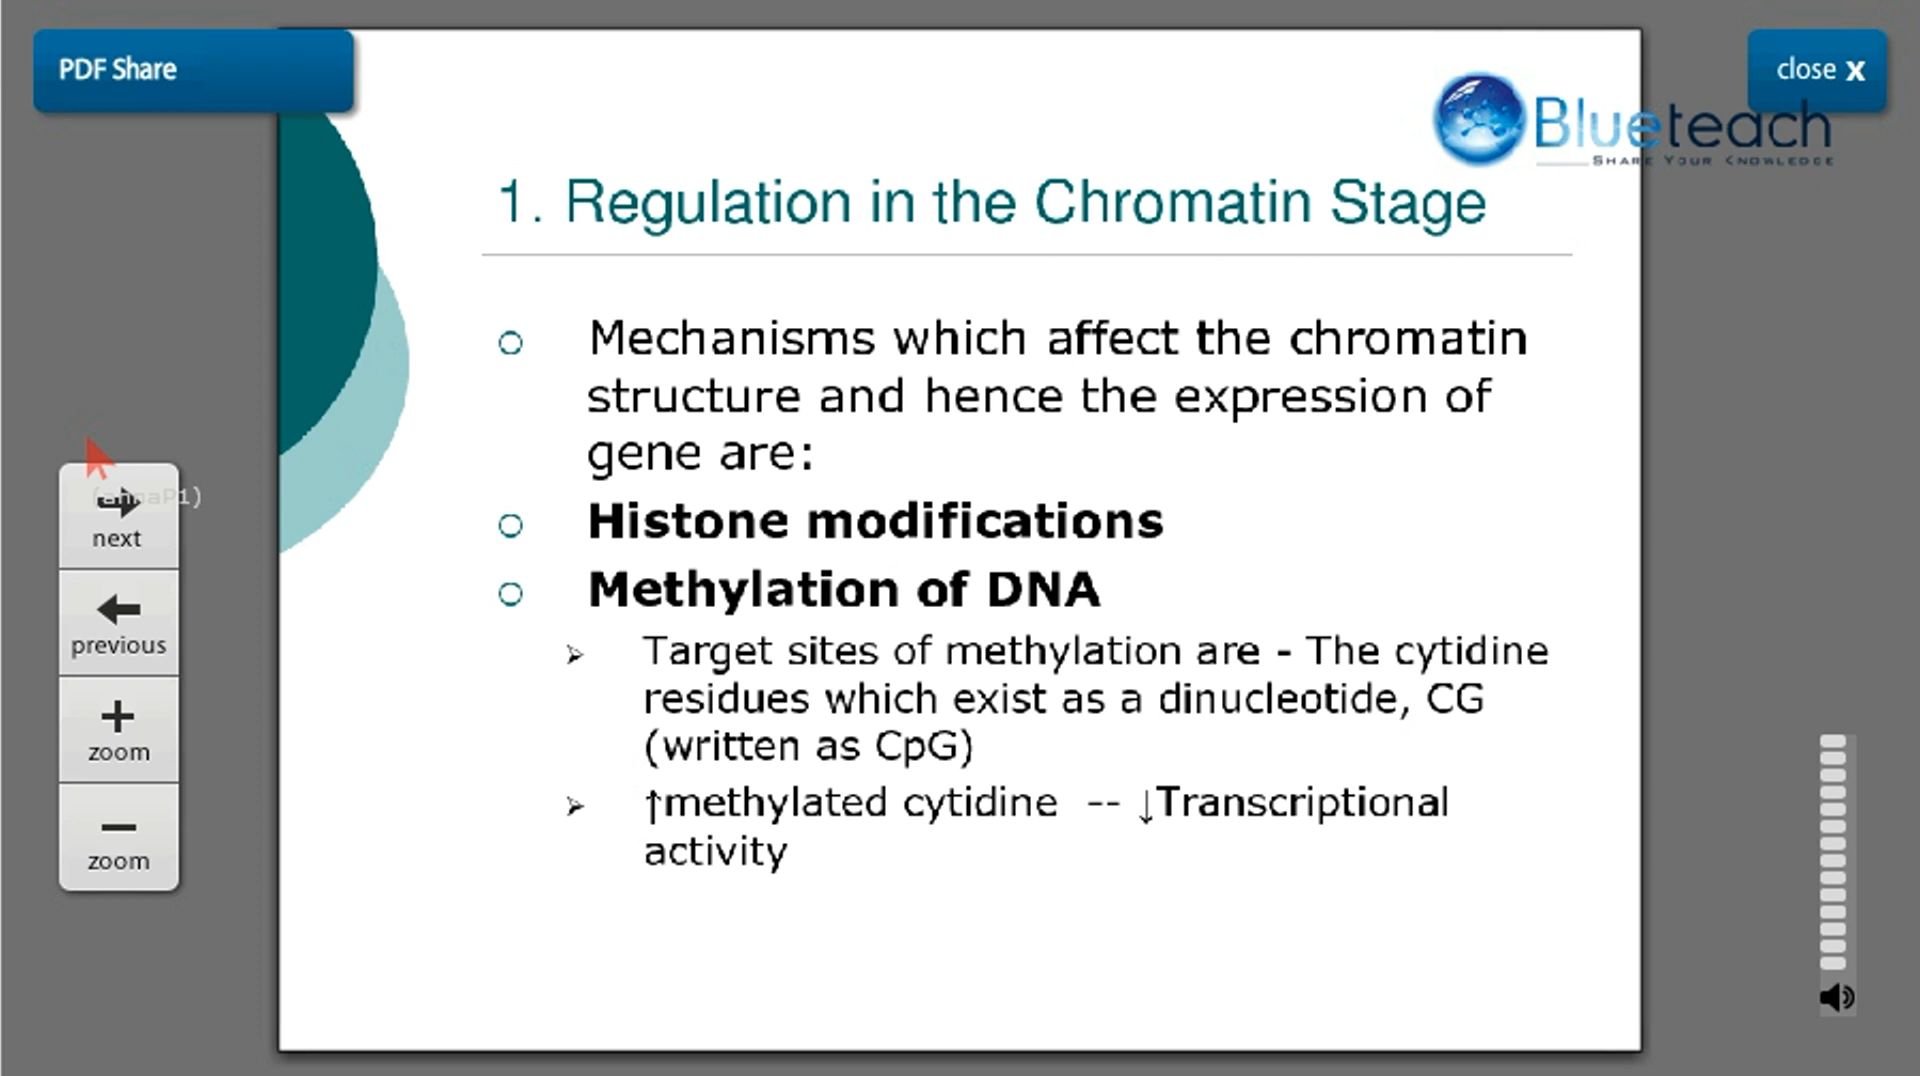 PDF Share
close X
Blueteach
SHARE YOUR KNOWLEDGE
1. Regulation in the Chromatin Stage
Mechanisms which affect the chromatin
structure and hence the expression of
gene are:
Histone modifications
Methylation of DNA
Target sites of methylation are - The cytidine
residues which exist as a dinucleotide, CG
(written as CpG)
↑methylated cytidine -- ↓Transcriptional
activity
(annaP1)
next
previous
zoom
zoom